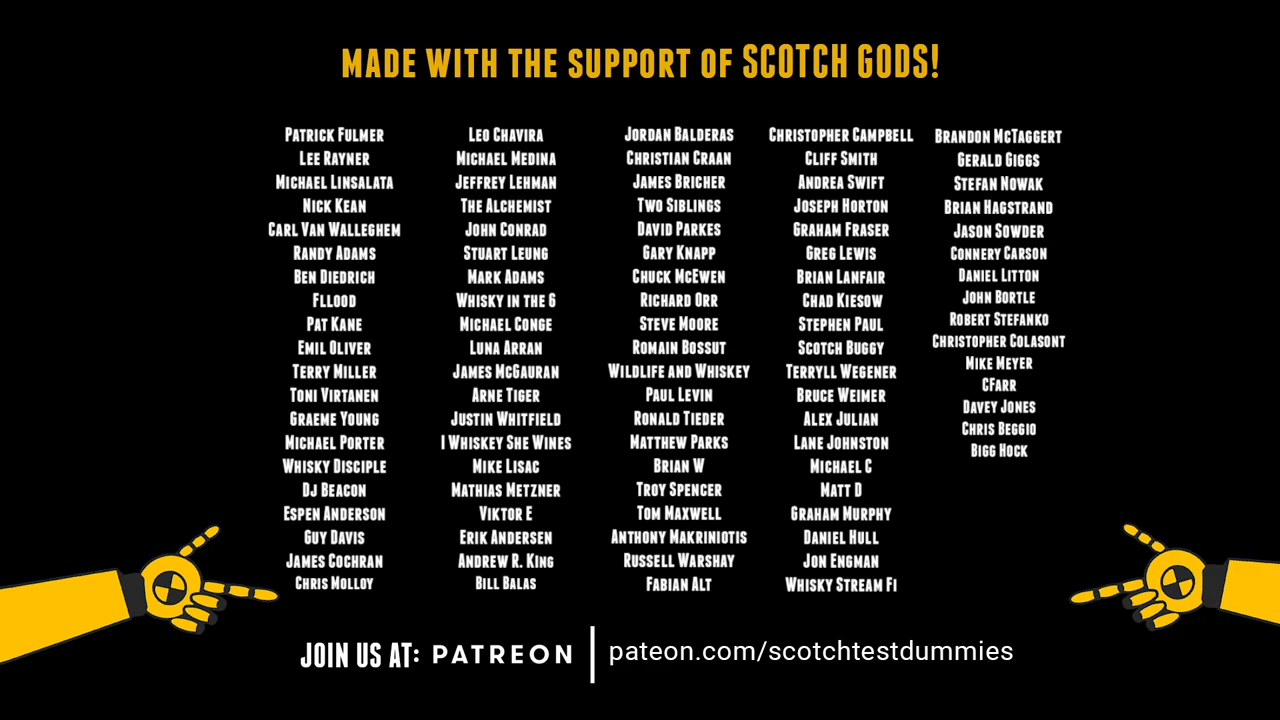 MADE WITH THE SUPPORT OF SCOTCH GODS!
PATRICK FULMER
LEE RAYNER
MICHAEL LINSALATA
NICK KEAN
CARL VAN WALLEGHEM
RANDY ADAMS
BEN DIEDRICH
FLLOOD
PAT KANE
EMIL OLIVER
TERRY MILLER
TONI VIRTANEN
GRAEME YOUNG
MICHAEL PORTER
WHISKY DISCIPLE
DJ BEACON
ESPEN ANDERSON
GUY DAVIS
JAMES COCHRAN
CHRIS MOLLOY
LEO CHAVIRA
MICHAEL MEDINA
JEFFREY LEHMAN
THE ALCHEMIST
JOHN CONRAD
STUART LEUNG
MARK ADAMS
WHISKY IN THE 6
MICHAEL CONGE
LUNA ARRAN
JAMES MCGAURAN
ARNE TIGER
JUSTIN WHITFIELD
I WHISKEY SHE WINES
MIKE LISAC
MATHIAS METZNER
VIKTOR E
ERIK ANDERSEN
ANDREW R. KING
BILL BALAS
JORDAN BALDERAS
CHRISTIAN CRAAN
JAMES BRICHER
TWO SIBLINGS
DAVID PARKES
GARY KNAPP
CHUCK MCEWEN
RICHARD ORR
STEVE MOORE
ROMAIN BOSSUT
WILDLIFE AND WHISKEY
PAUL LEVIN
RONALD TIEDER
MATTHEW PARKS
BRIAN W
TROY SPENCER
TOM MAXWELL
ANTHONY MAKRINIOTIS
RUSSELL WARSHAY
FABIAN ALT
CHRISTOPHER CAMPBELL
CLIFF SMITH
ANDREA SWIFT
JOSEPH HORTON
GRAHAM FRASER
GREG LEWIS
BRIAN LANFAIR
CHAD KIESOW
STEPHEN PAUL
SCOTCH BUGGY
TERRYLL WEGENER
BRUCE WEIMER
ALEX JULIAN
LANE JOHNSTON
MICHAEL C
MATT D
GRAHAM MURPHY
DANIEL HULL
JON ENGMAN
WHISKY STREAM FI
BRANDON MCTAGGERT
GERALD GIGGS
STEFAN NOWAK
BRIAN HAGSTRAND
JASON SOWDER
CONNERY CARSON
DANIEL LITTON
JOHN BORTLE
ROBERT STEFANKO
CHRISTOPHER COLASONT
MIKE MEYER
CFARR
DAVEY JONES
CHRIS BEGGIO
BIGG HOCK
JOIN US AT: PATREON | pateon.com/scotchtestdummies